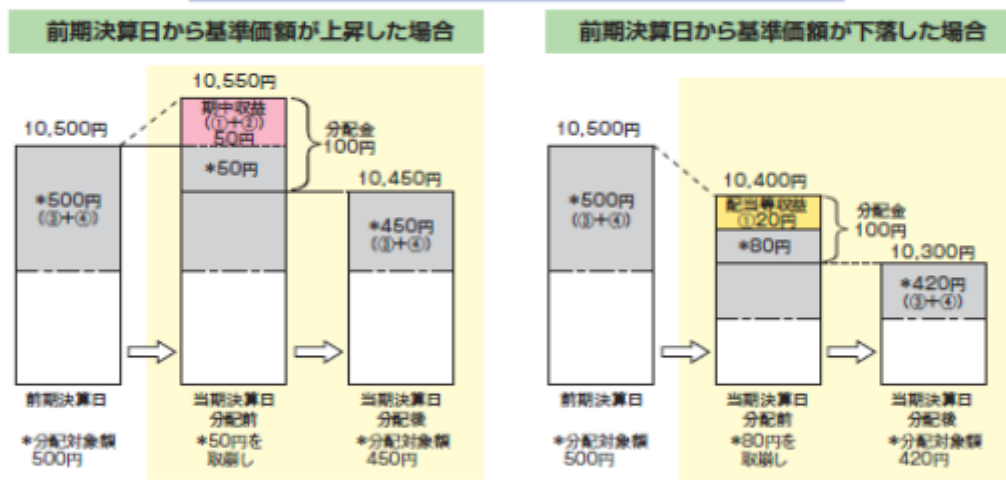 前期決算日から基準価額が上昇した場合
10,550円
期中収益
(①+②)
50円
10,500円
分配金
100円
*50円
10,450円
*500円
(③+④)
*450円
(③+④)
前期決算日
当期決算日
分配前
当期決算日
分配後
*分配対象額
500円
*50円を
取崩し
*分配対象額
450円
前期決算日から基準価額が下落した場合
10,500円
10,400円
*500円
(③+④)
配当等収益
①20円
分配金
100円
*80円
10,300円
*420円
(③+④)
前期決算日
当期決算日
分配前
当期決算日
分配後
*分配対象額
500円
*80円を
取崩し
*分配対象額
420円